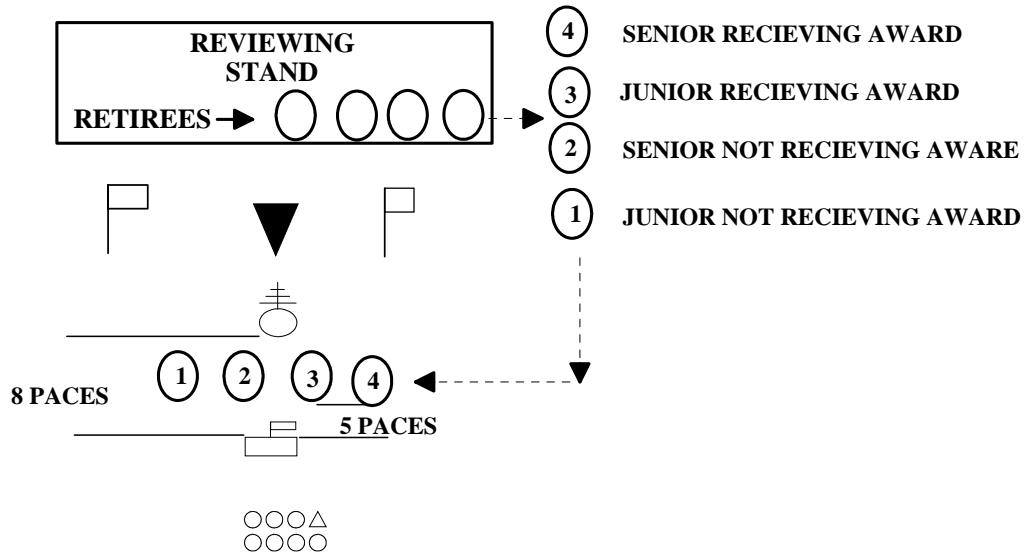 REVIEWING
STAND
RETIREES
4 SENIOR RECIEVING AWARD
3 JUNIOR RECIEVING AWARD
2 SENIOR NOT RECIEVING AWARE
1 JUNIOR NOT RECIEVING AWARD
1 2 3 4
8 PACES
5 PACES